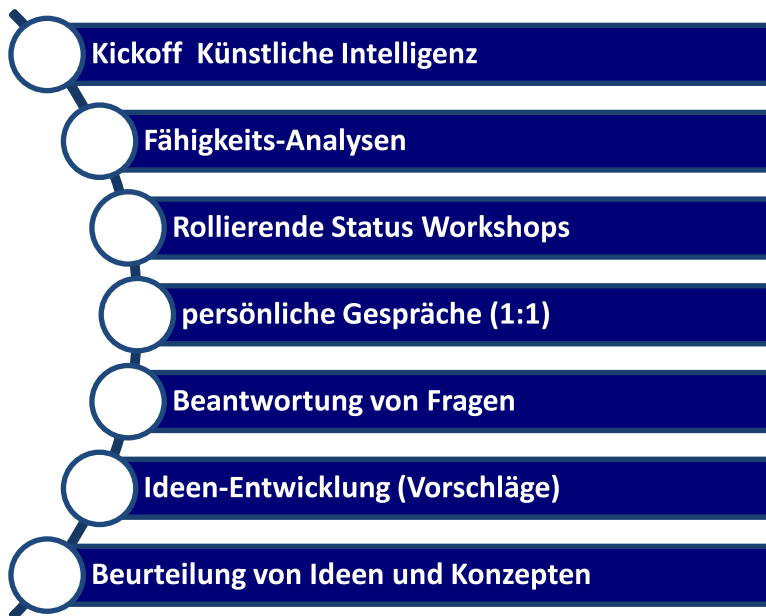 Kickoff  Künstliche Intelligenz
Fähigkeits-Analysen
Rollierende Status Workshops
persönliche Gespräche (1:1)
Beantwortung von Fragen
Ideen-Entwicklung (Vorschläge)
Beurteilung von Ideen und Konzepten